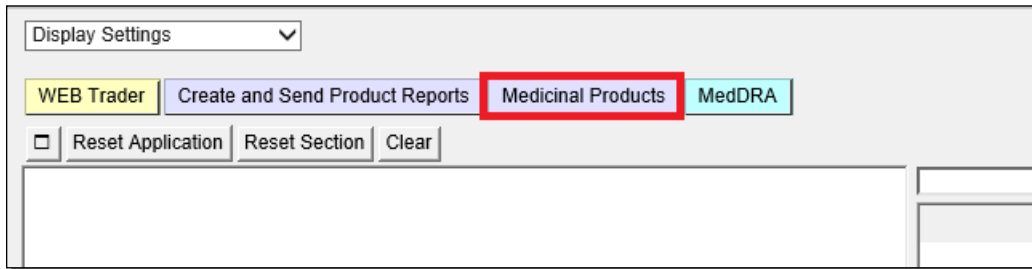 Display Settings
WEB Trader Create and Send Product Reports Medicinal Products MedDRA
Reset Application Reset Section Clear